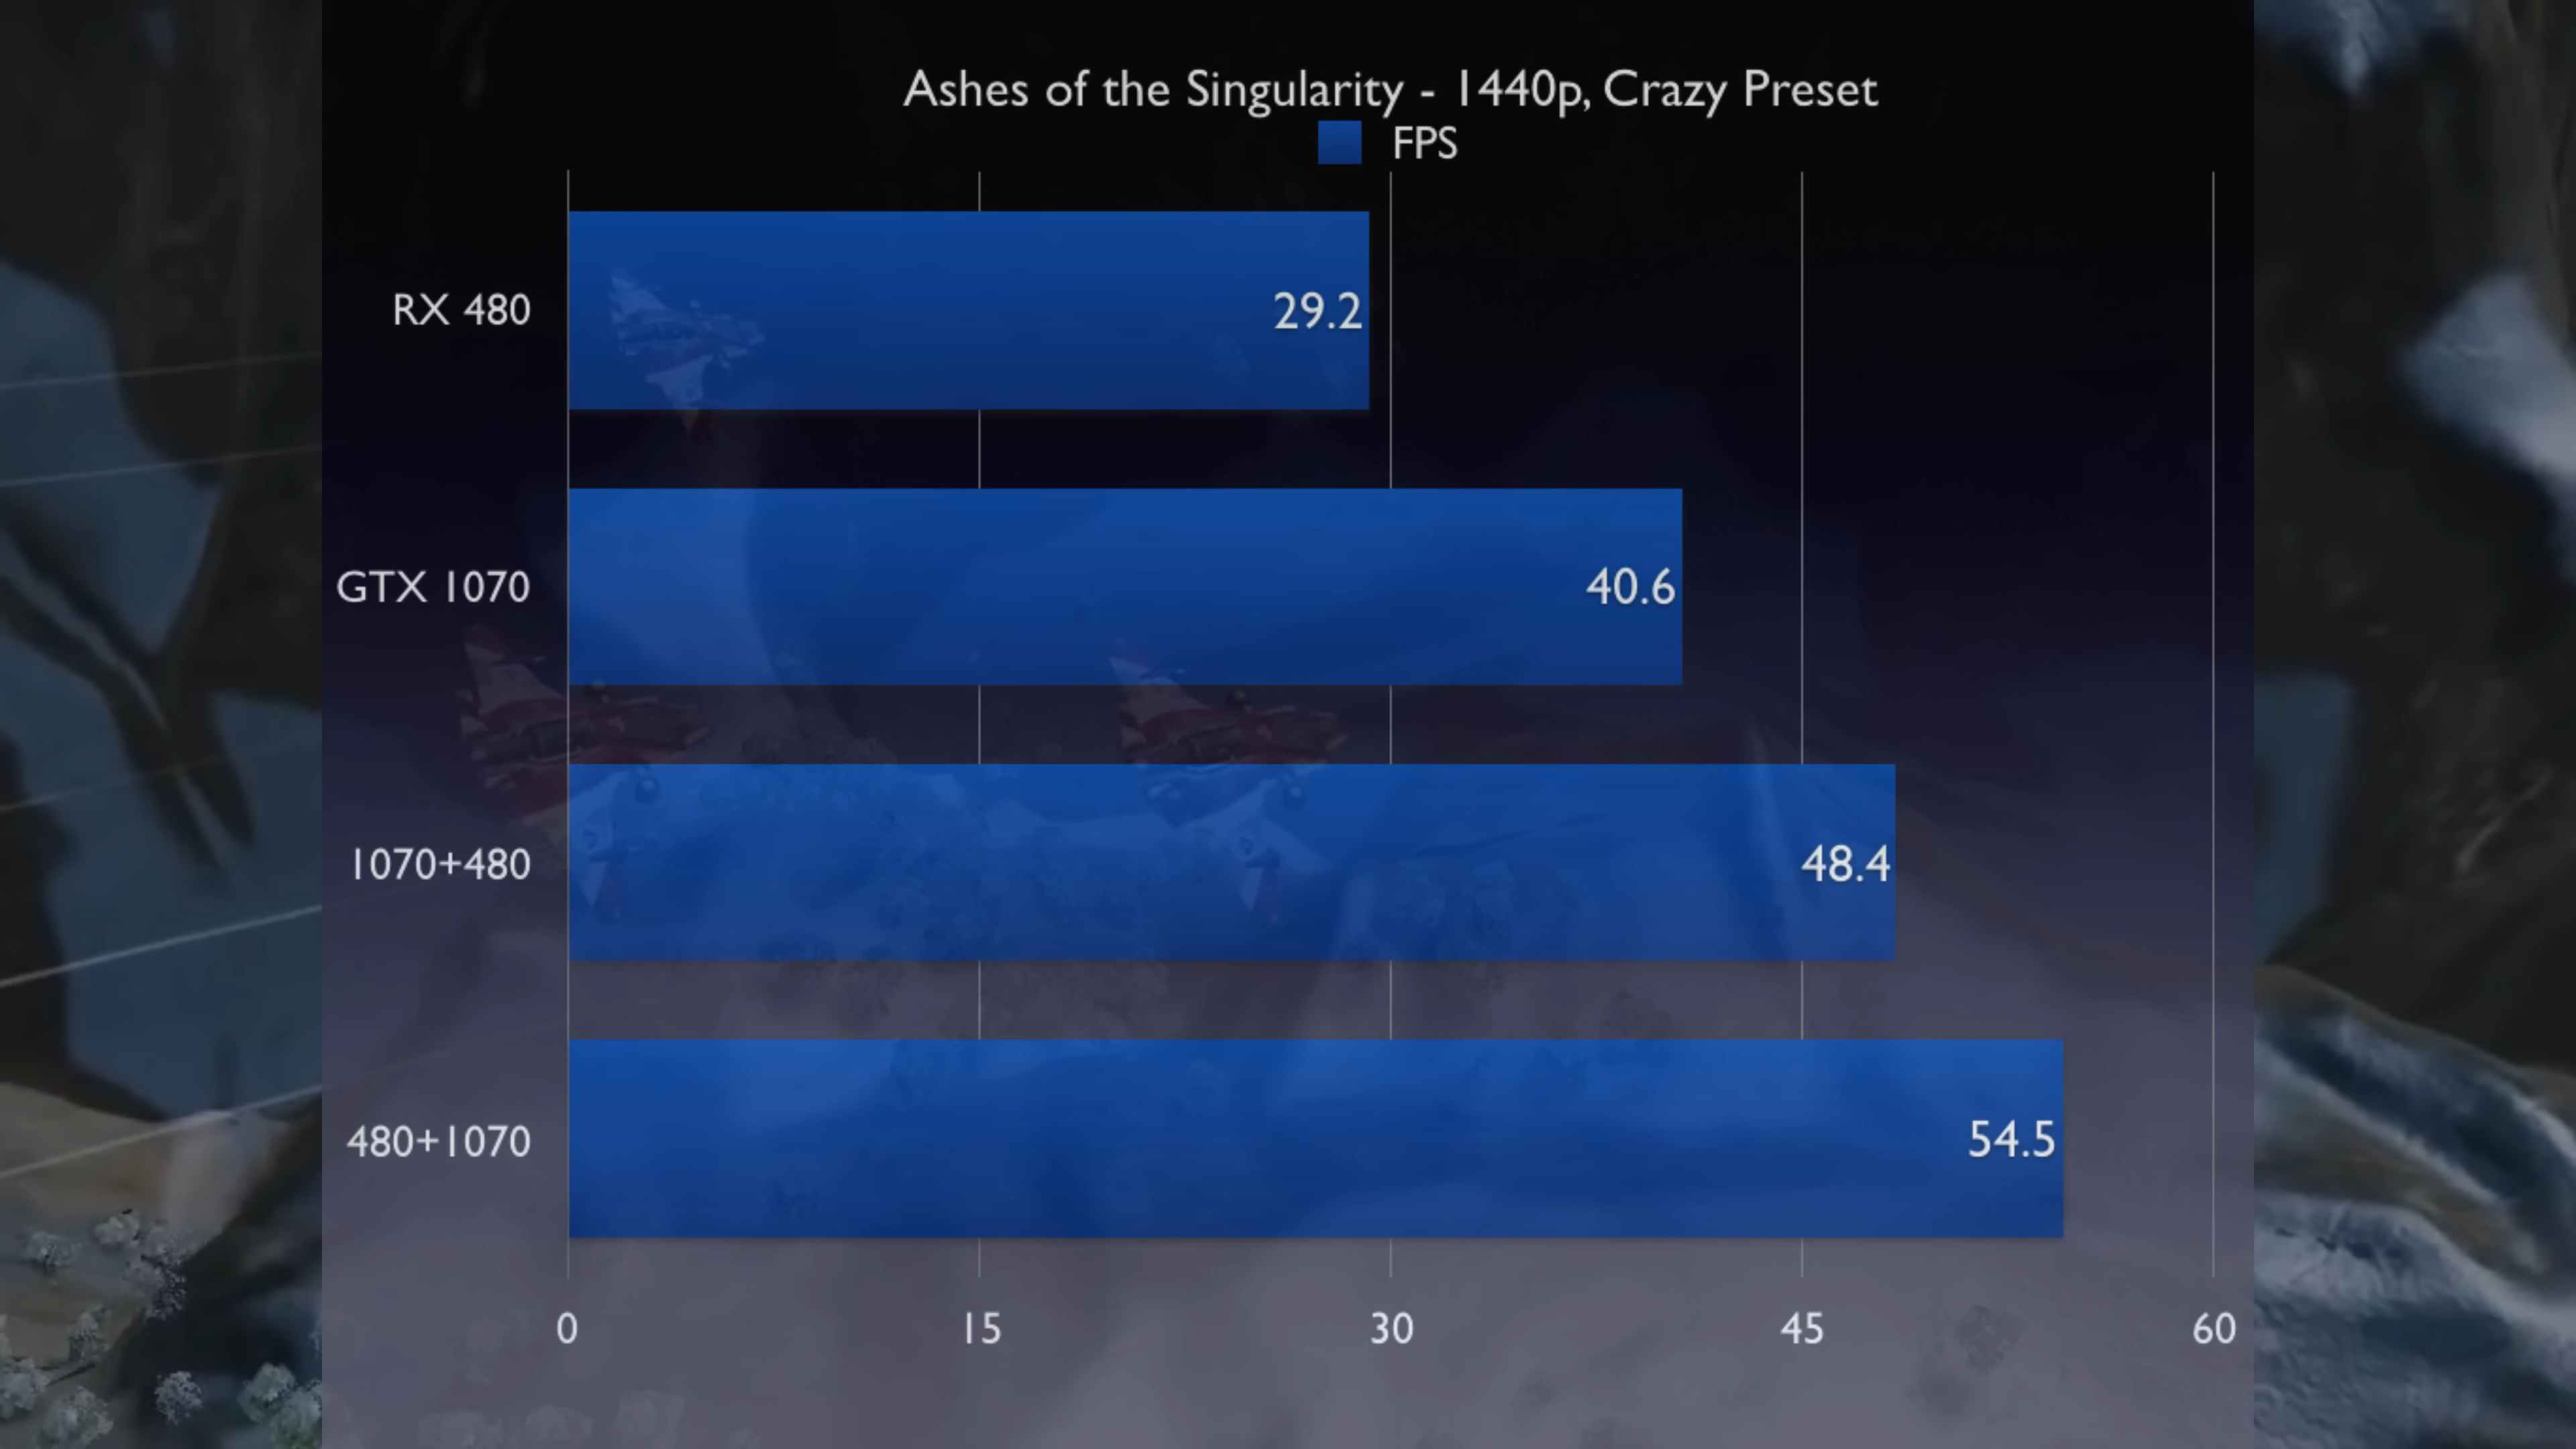 Ashes of the Singularity - 1440p, Crazy Preset
FPS
RX 480
29.2
GTX 1070
40.6
1070+480
48.4
480+1070
54.5
0 15 30 45 60